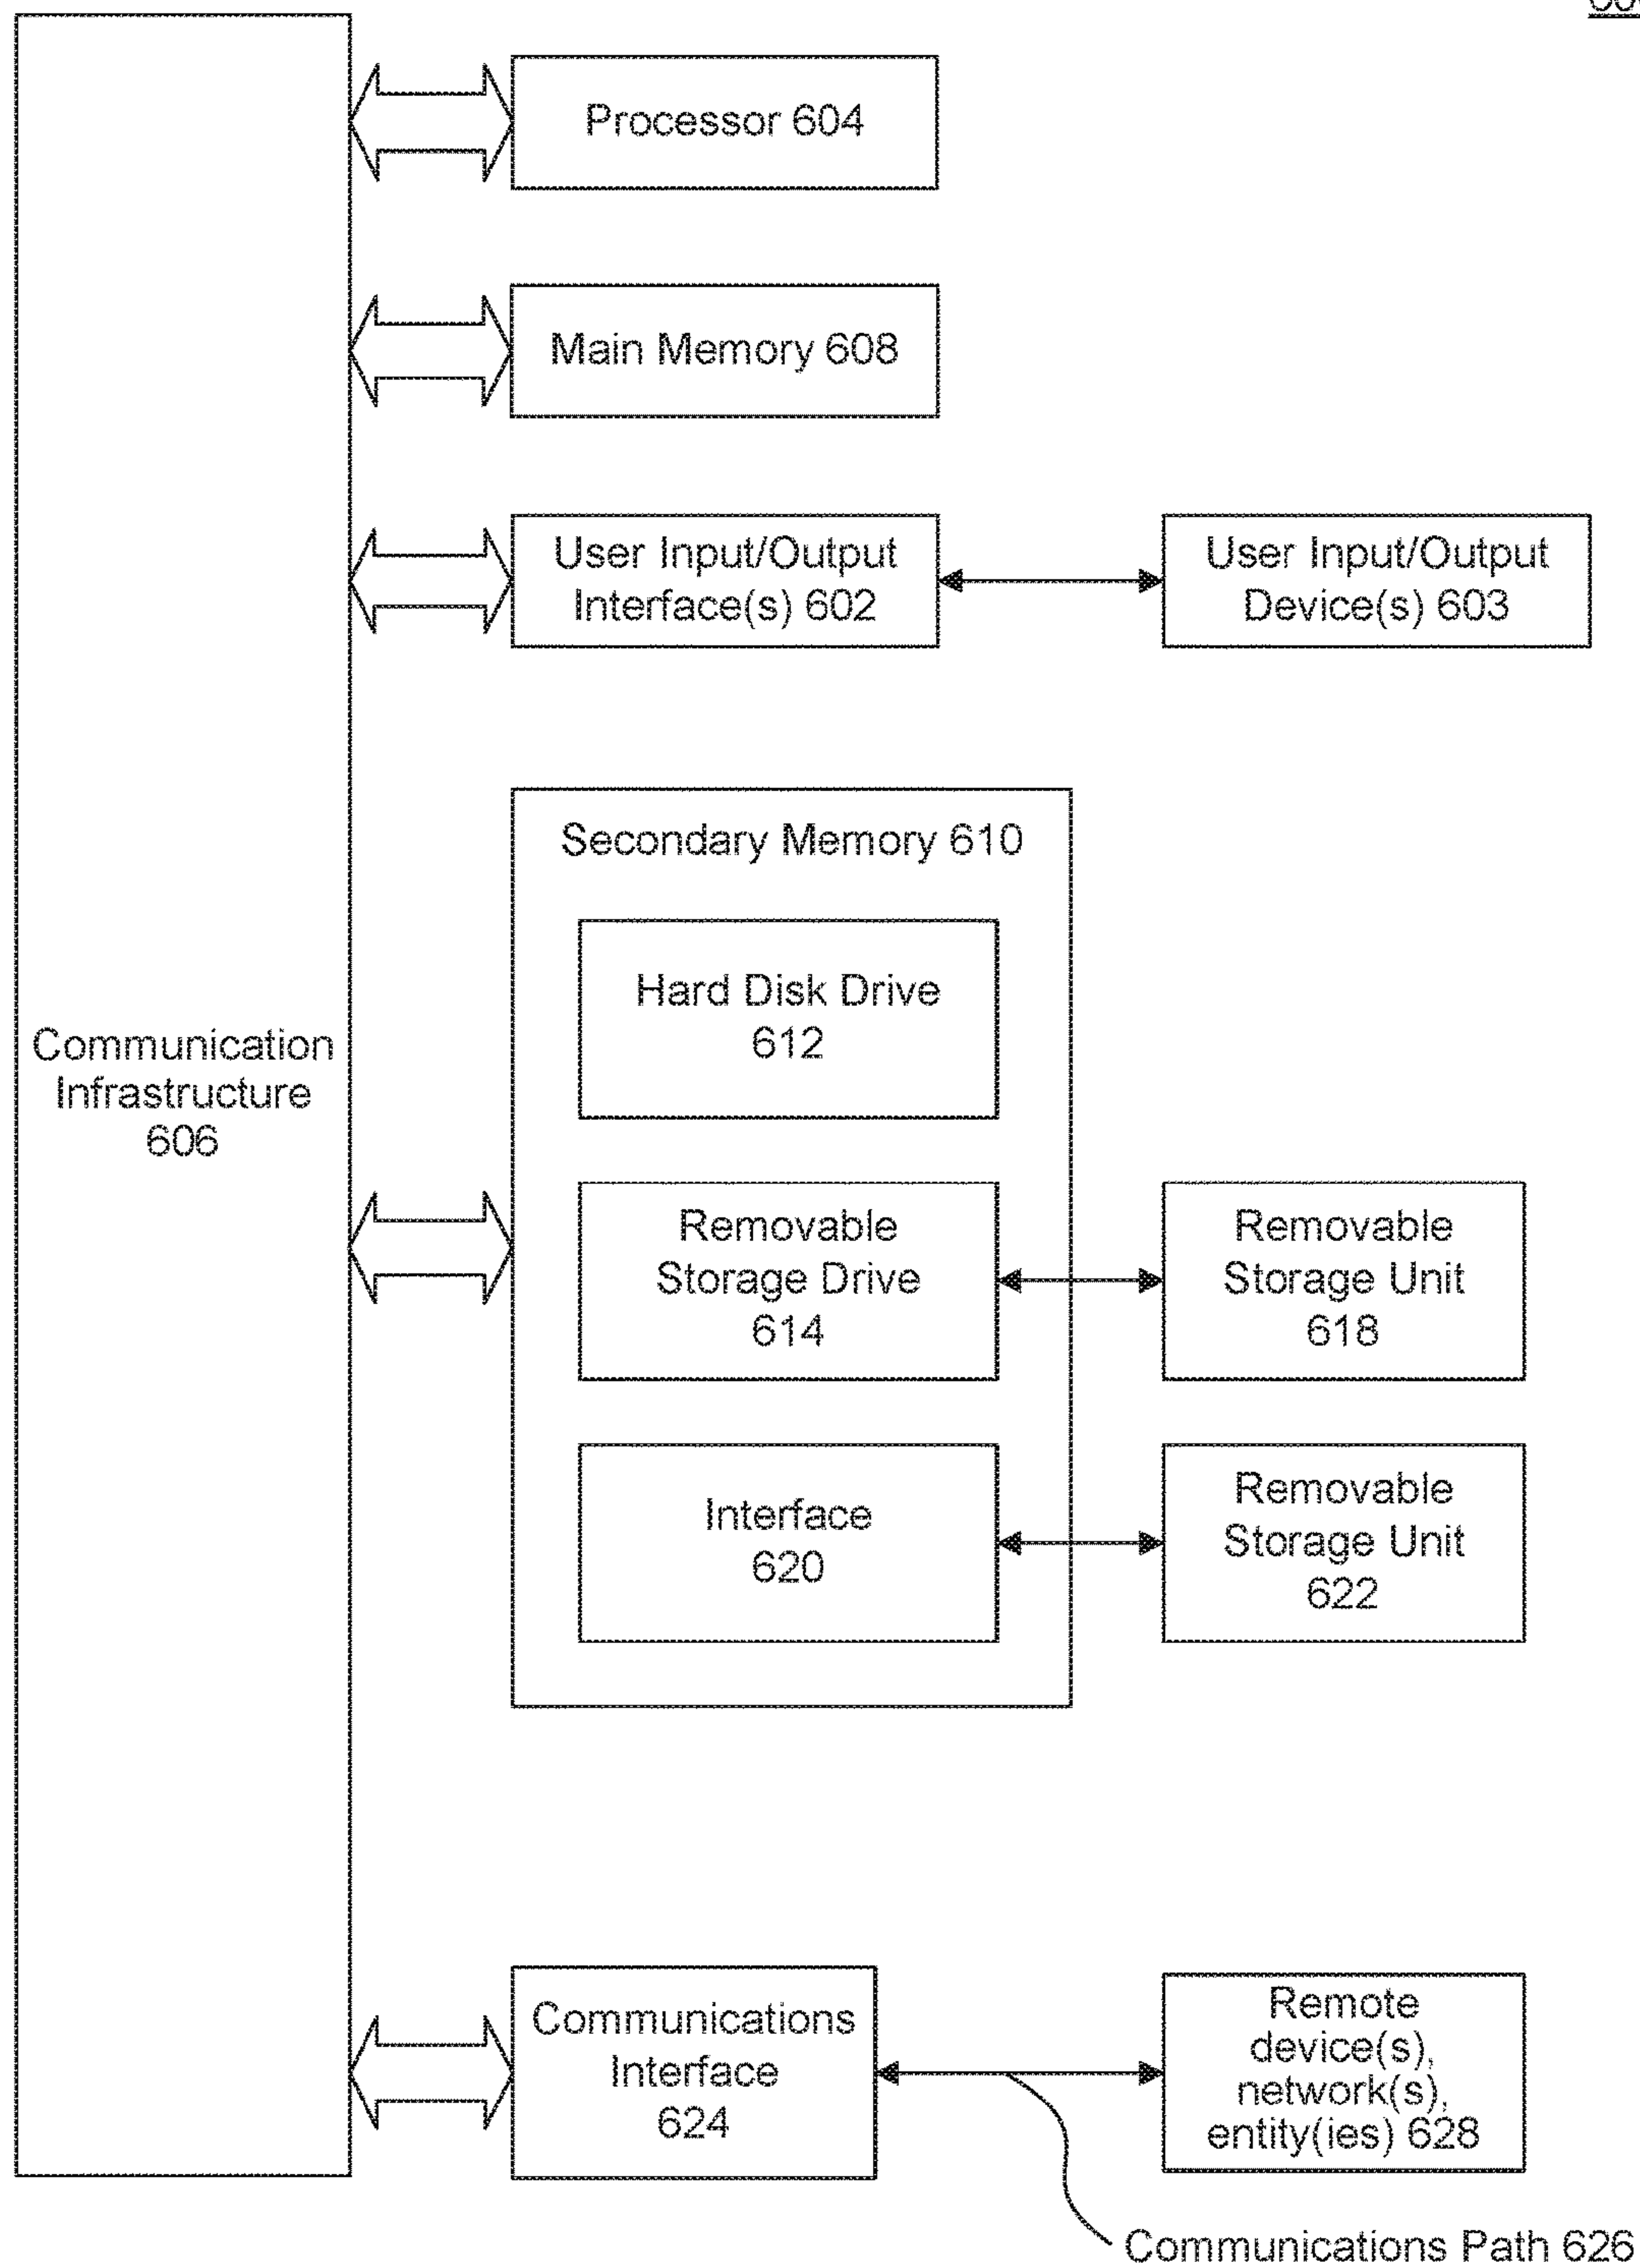 Processor 604
Main Memory 608
User Input/Output
Interface(s) 602
User Input/Output
Device(s) 603
Secondary Memory 610
Hard Disk Drive
612
Communication
Infrastructure
606
Removable
Storage Drive
614
Removable
Storage Unit
618
Interface
620
Removable
Storage Unit
622
Communications
Interface
624
Remote
device(s),
network(s),
entity(ies) 628
Communications Path 626